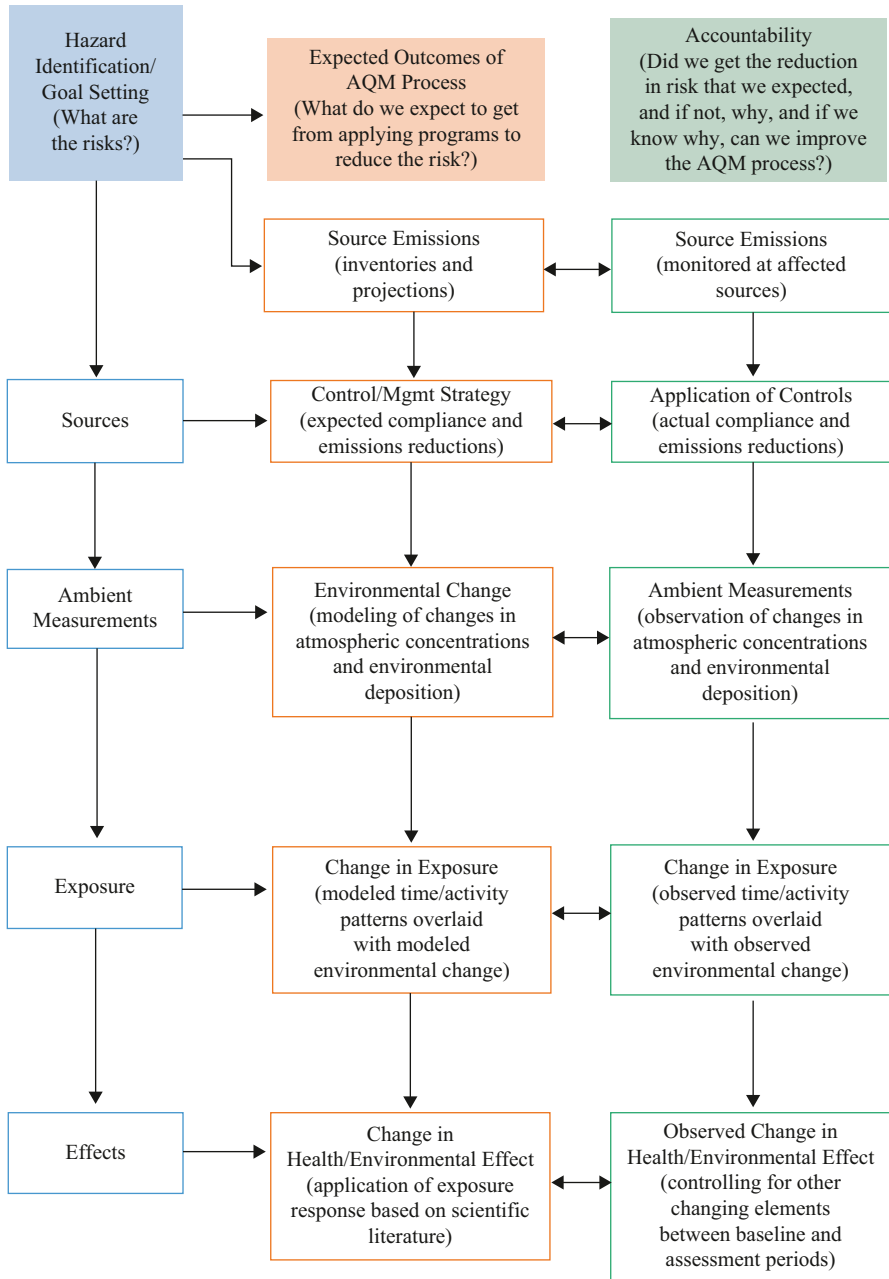 Hazard
Identification/
Goal Setting
(What are
the risks?)
Expected Outcomes of
AQM Process
(What do we expect to get
from applying programs to
reduce the risk?)
Accountability
(Did we get the reduction
in risk that we expected,
and if not, why, and if we
know why, can we improve
the AQM process?)
Source Emissions
(inventories and
projections)
Source Emissions
(monitored at affected
sources)
Sources
Control/Mgmt Strategy
(expected compliance and
emissions reductions)
Application of Controls
(actual compliance and
emissions reductions)
Ambient
Measurements
Environmental Change
(modeling of changes in
atmospheric concentrations
and environmental
deposition)
Ambient Measurements
(observation of changes in
atmospheric concentrations
and environmental
deposition)
Exposure
Change in Exposure
(modeled time/activity
patterns overlaid
with modeled
environmental change)
Change in Exposure
(observed time/activity
patterns overlaid
with observed
environmental change)
Effects
Change in
Health/Environmental Effect
(application of exposure
response based on scientific
literature)
Observed Change in
Health/Environmental Effect
(controlling for other
changing elements
between baseline and
assessment periods)